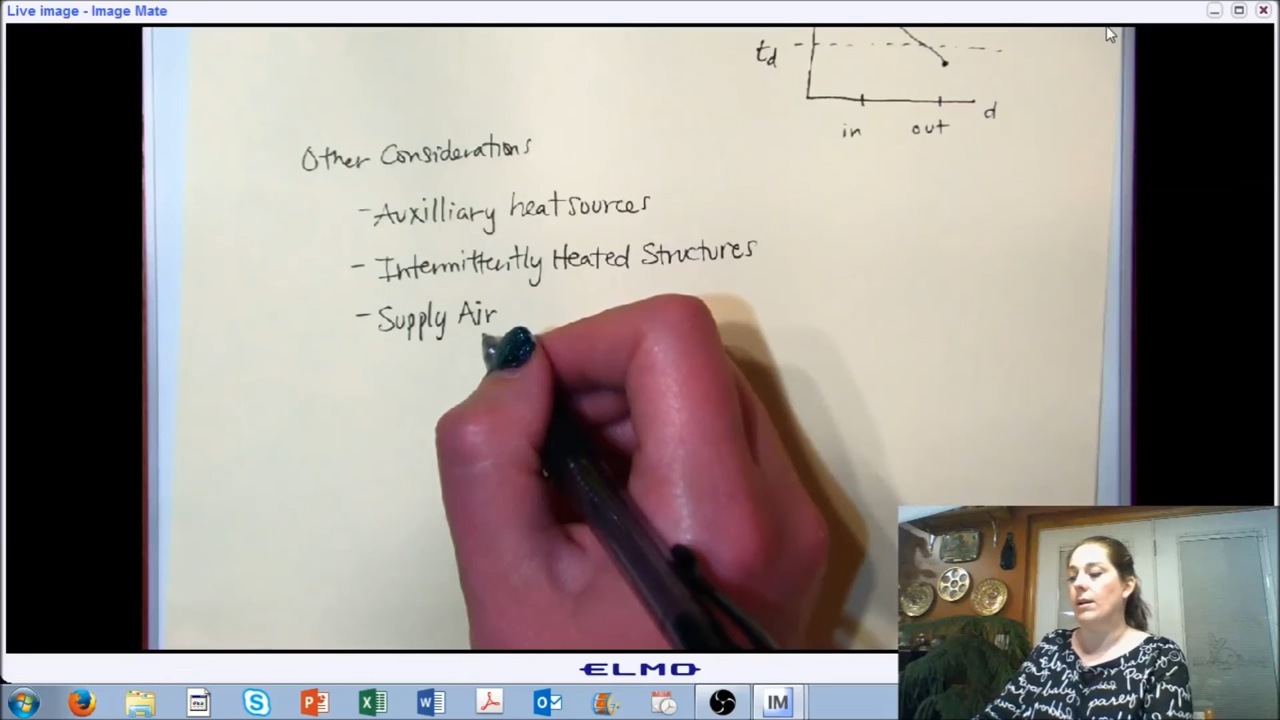 Live image - Image Mate
td
d
in out
Other Considerations
- Auxilliary heat sources
- Intermittently Heated Structures
- Supply Air
ELMO